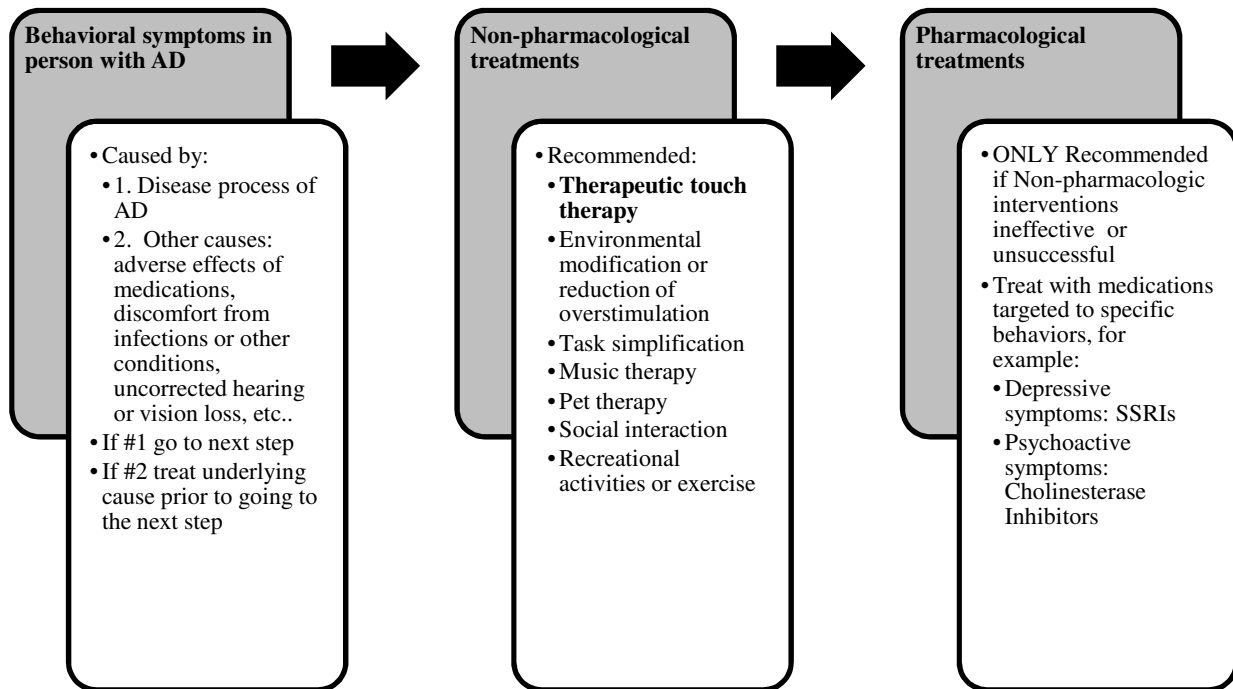 Behavioral symptoms in
person with AD
• Caused by:
• 1. Disease process of
AD
• 2. Other causes:
adverse effects of
medications,
discomfort from
infections or other
conditions,
uncorrected hearing
or vision loss, etc..
• If #1 go to next step
• If #2 treat underlying
cause prior to going to
the next step
Non-pharmacological
treatments
• Recommended:
• Therapeutic touch
therapy
• Environmental
modification or
reduction of
overstimulation
• Task simplification
• Music therapy
• Pet therapy
• Social interaction
• Recreational
activities or exercise
Pharmacological
treatments
• ONLY Recommended
if Non-pharmacologic
interventions
ineffective or
unsuccessful
• Treat with medications
targeted to specific
behaviors, for
example:
• Depressive
symptoms: SSRIs
• Psychoactive
symptoms:
Cholinesterase
Inhibitors